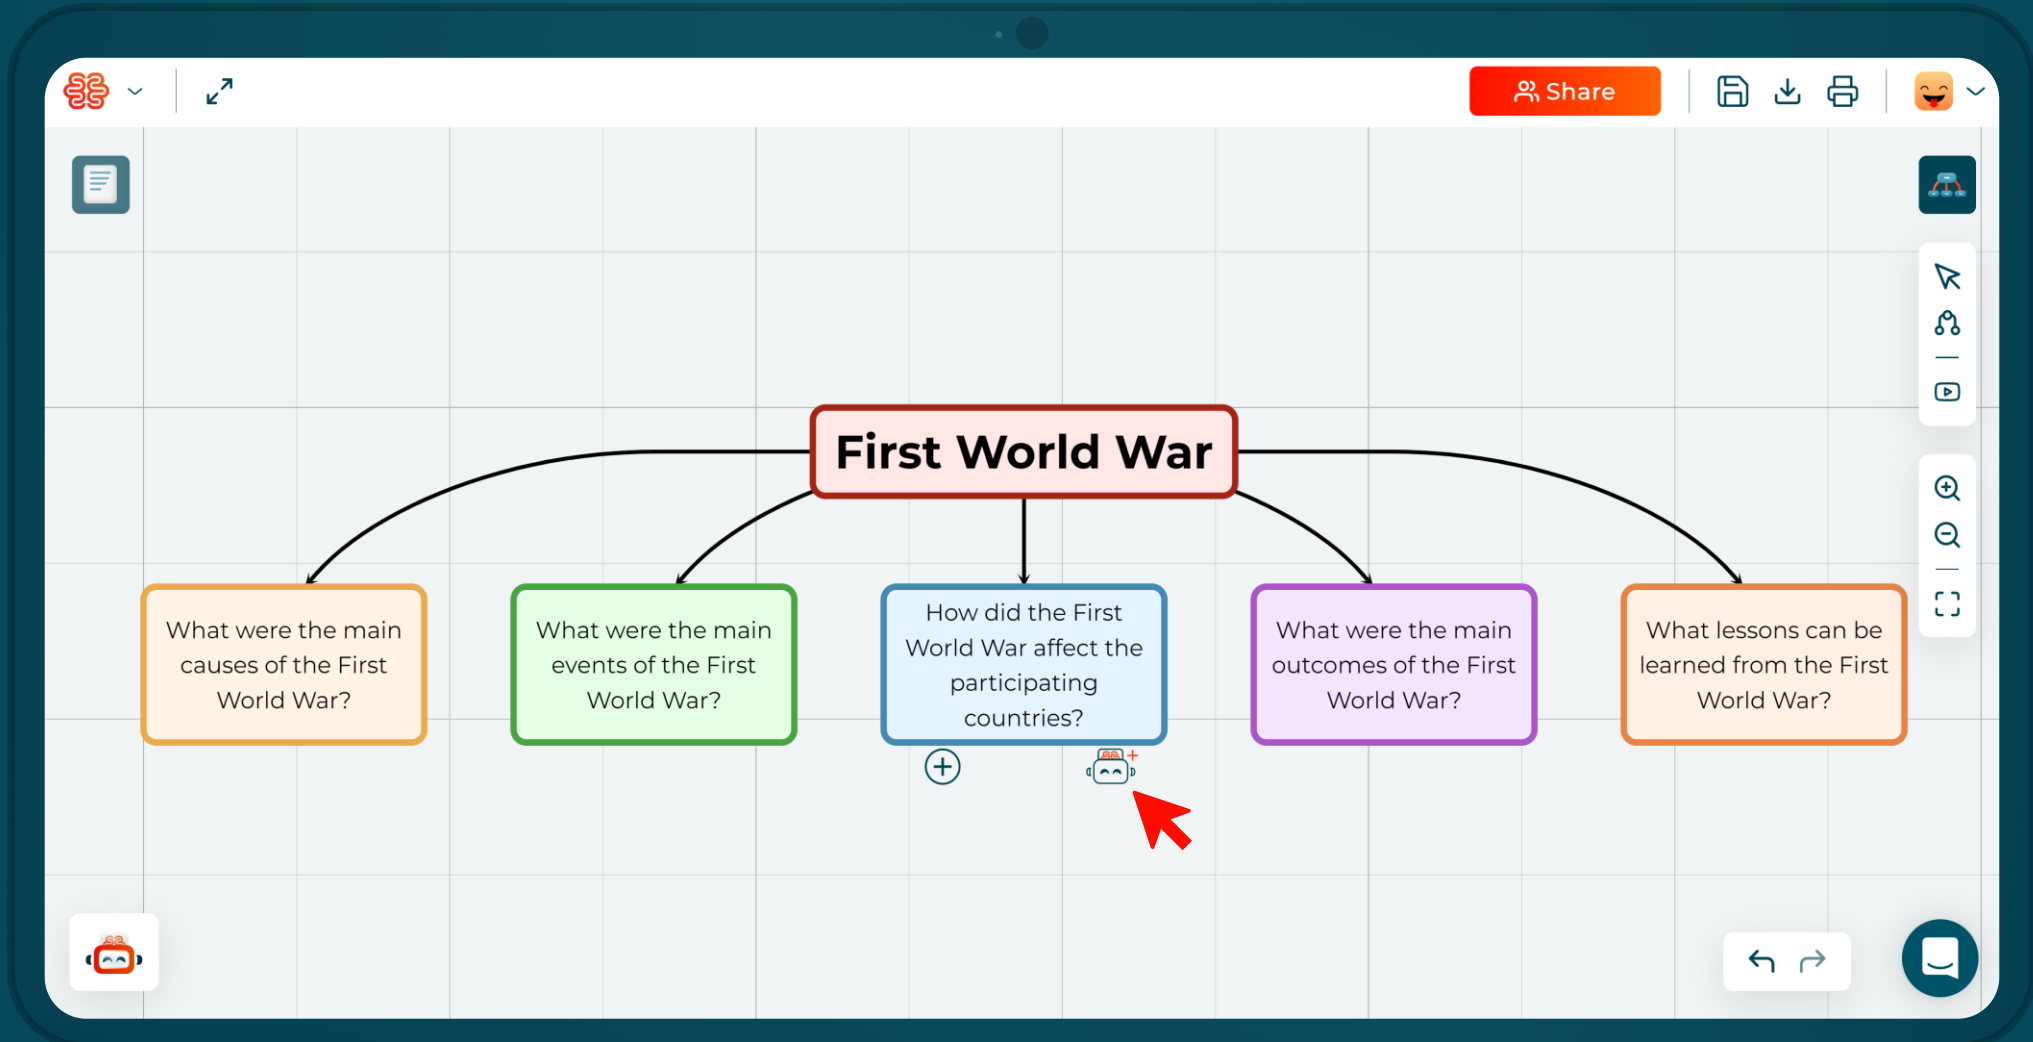 Share
First World War
What were the main
causes of the First
World War?
What were the main
events of the First
World War?
How did the First
World War affect the
participating
countries?
What were the main
outcomes of the First
World War?
What lessons can be
learned from the First
World War?